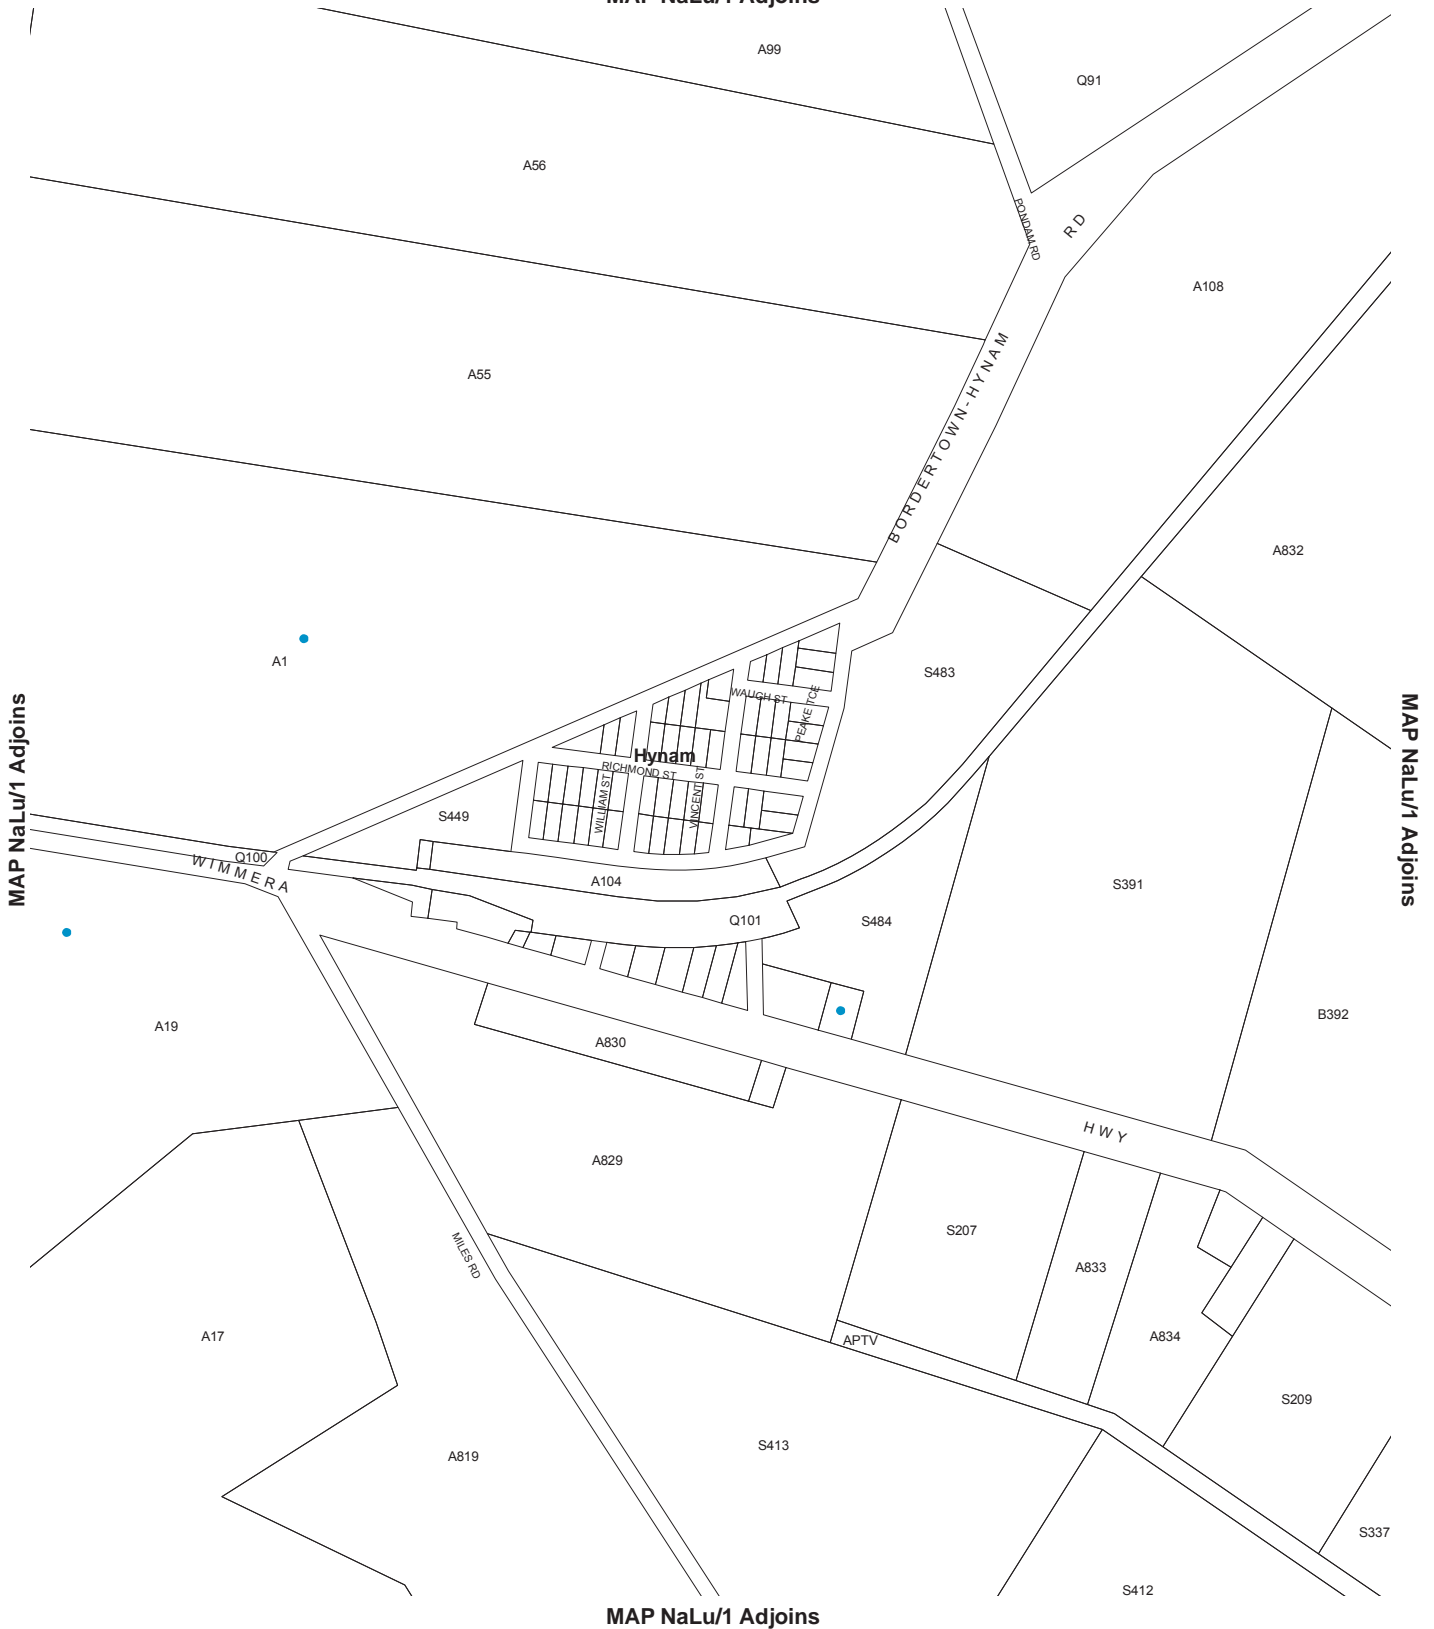 MAP NaLu/1 Adjoins
A99
Q91
A56
PONDAM RD
RD
A108
A55
BORDERTOWN-HYNAM
A832
A1
S483
WAUGH ST
PEAKE TCE
MAP NaLu/1 Adjoins
MAP NaLu/1 Adjoins
Hynam
RICHMOND ST
WILLIAM ST
VINCENT ST
S449
Q100
WIMMERA
A104
S391
Q101
S484
A19
A830
B392
HWY
A829
S207
MILES RD
A833
A17
APTV
A834
S209
A819
S413
S337
S412
MAP NaLu/1 Adjoins